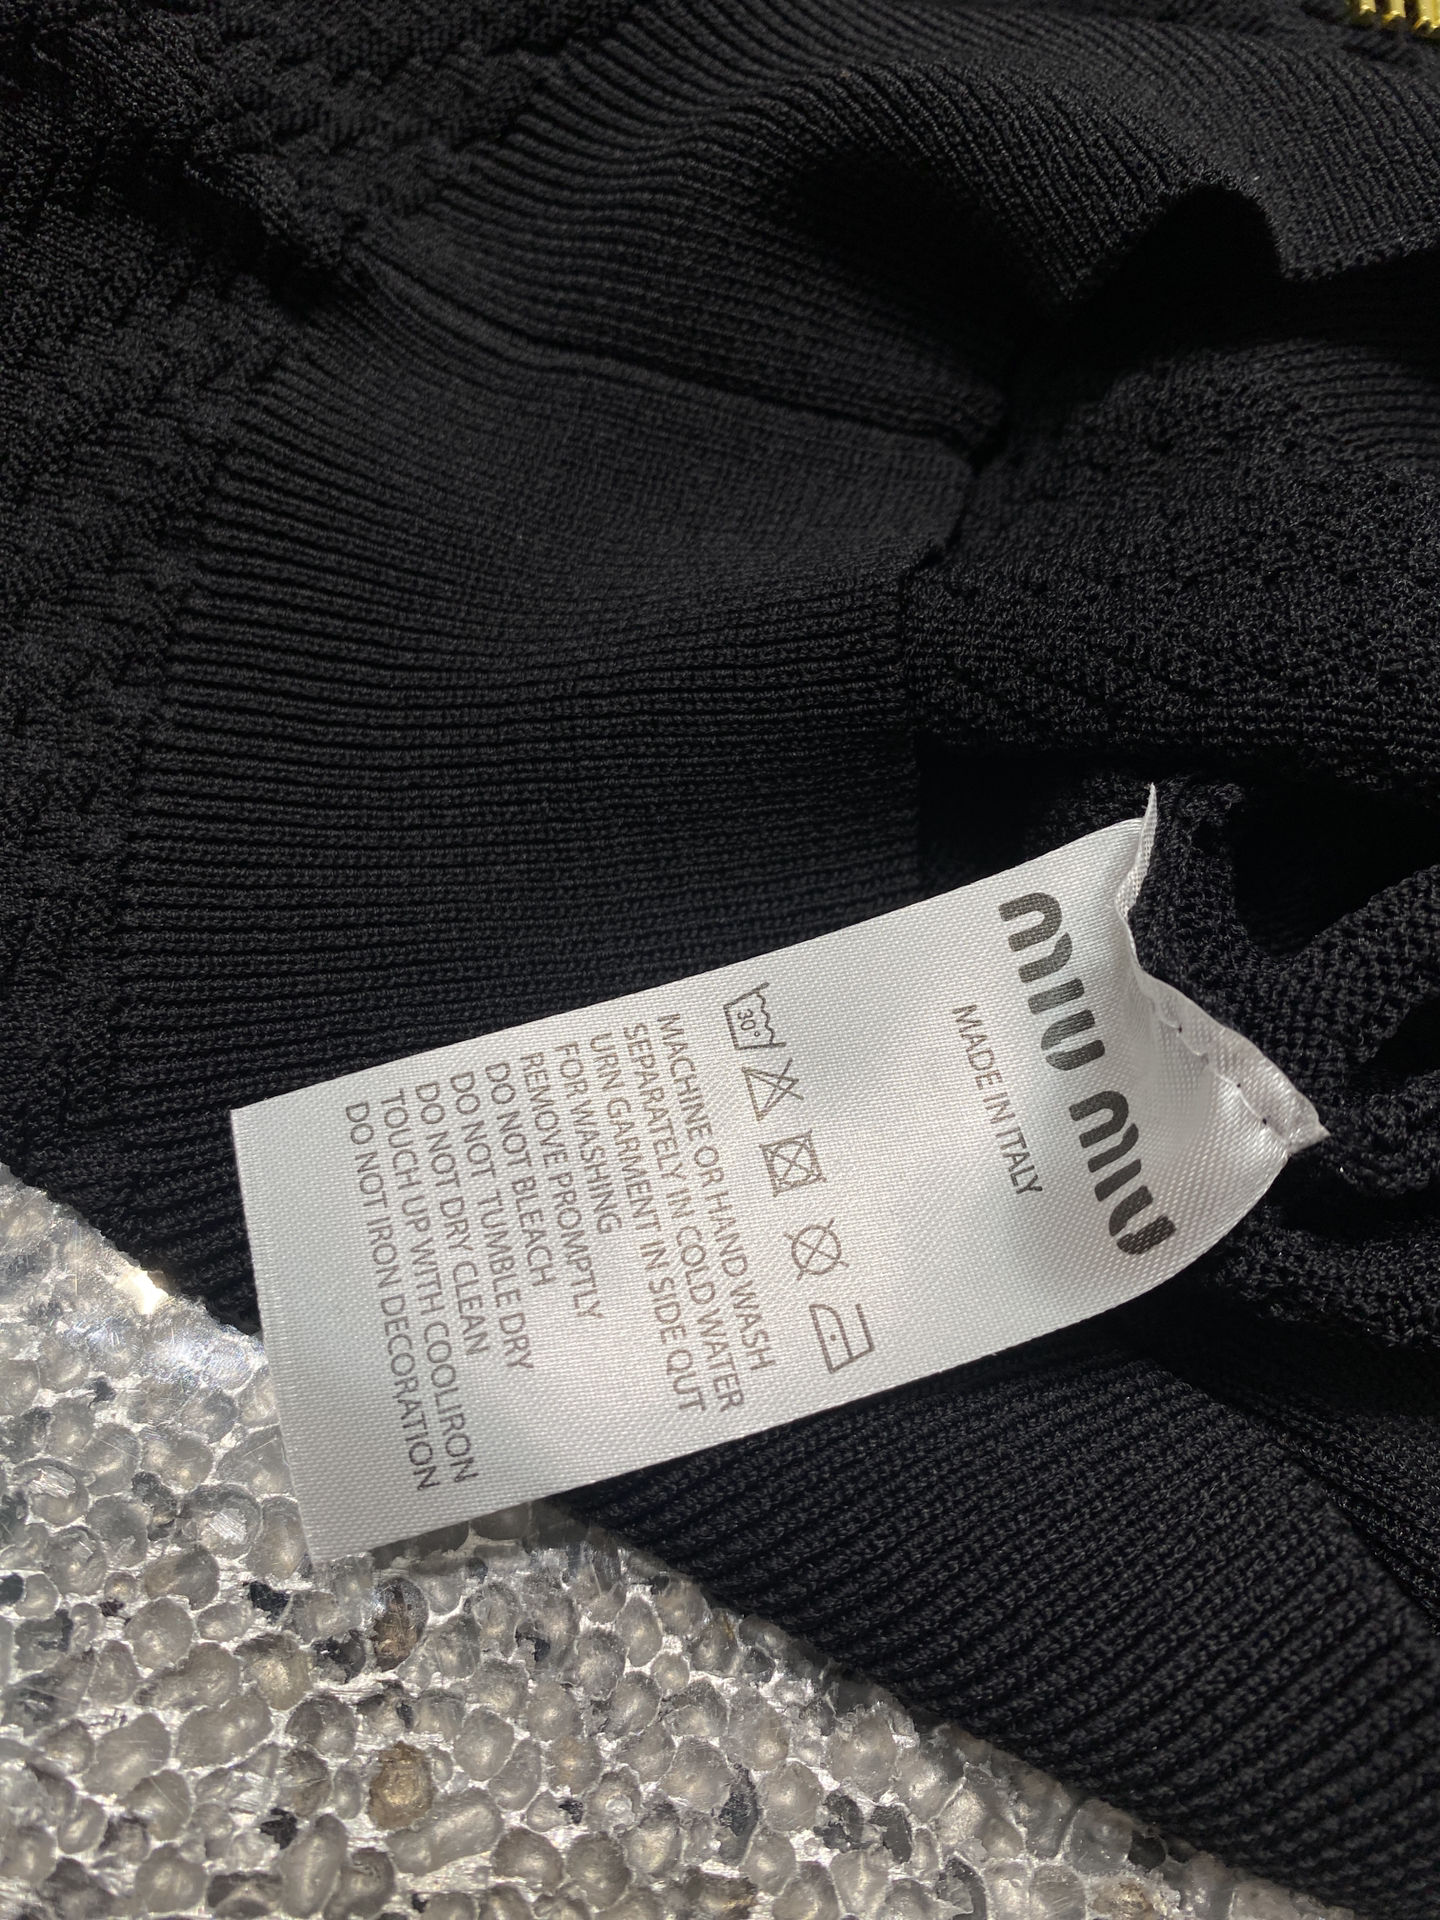 miu miu
MADE IN ITALY
30°
MACHINE OR HAND WASH
SEPARATELY IN COLD WATER
URN GARMENT IN SIDE QUT
FOR WASHING
REMOVE PROMPTLY
DO NOT BLEACH
DO NOT TUMBLE DRY
DO NOT DRY CLEAN
TOUCH UP WITH COOLIRON
DO NOT IRON DECORATION